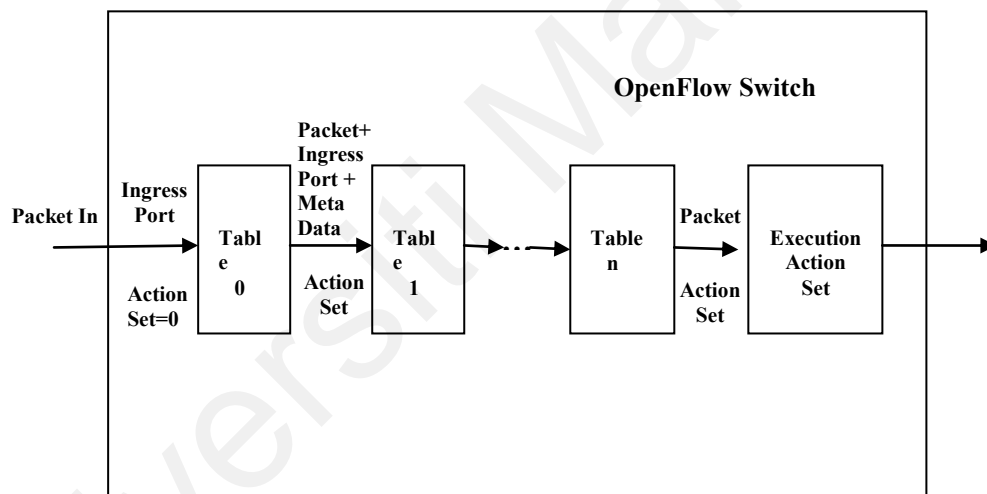 OpenFlow Switch
Packet In
Ingress
Port
Action
Set=0
Tabl
e
0
Packet+
Ingress
Port +
Meta
Data
Action
Set
Tabl
e
1
...
Table
n
Packet
Action
Set
Execution
Action
Set